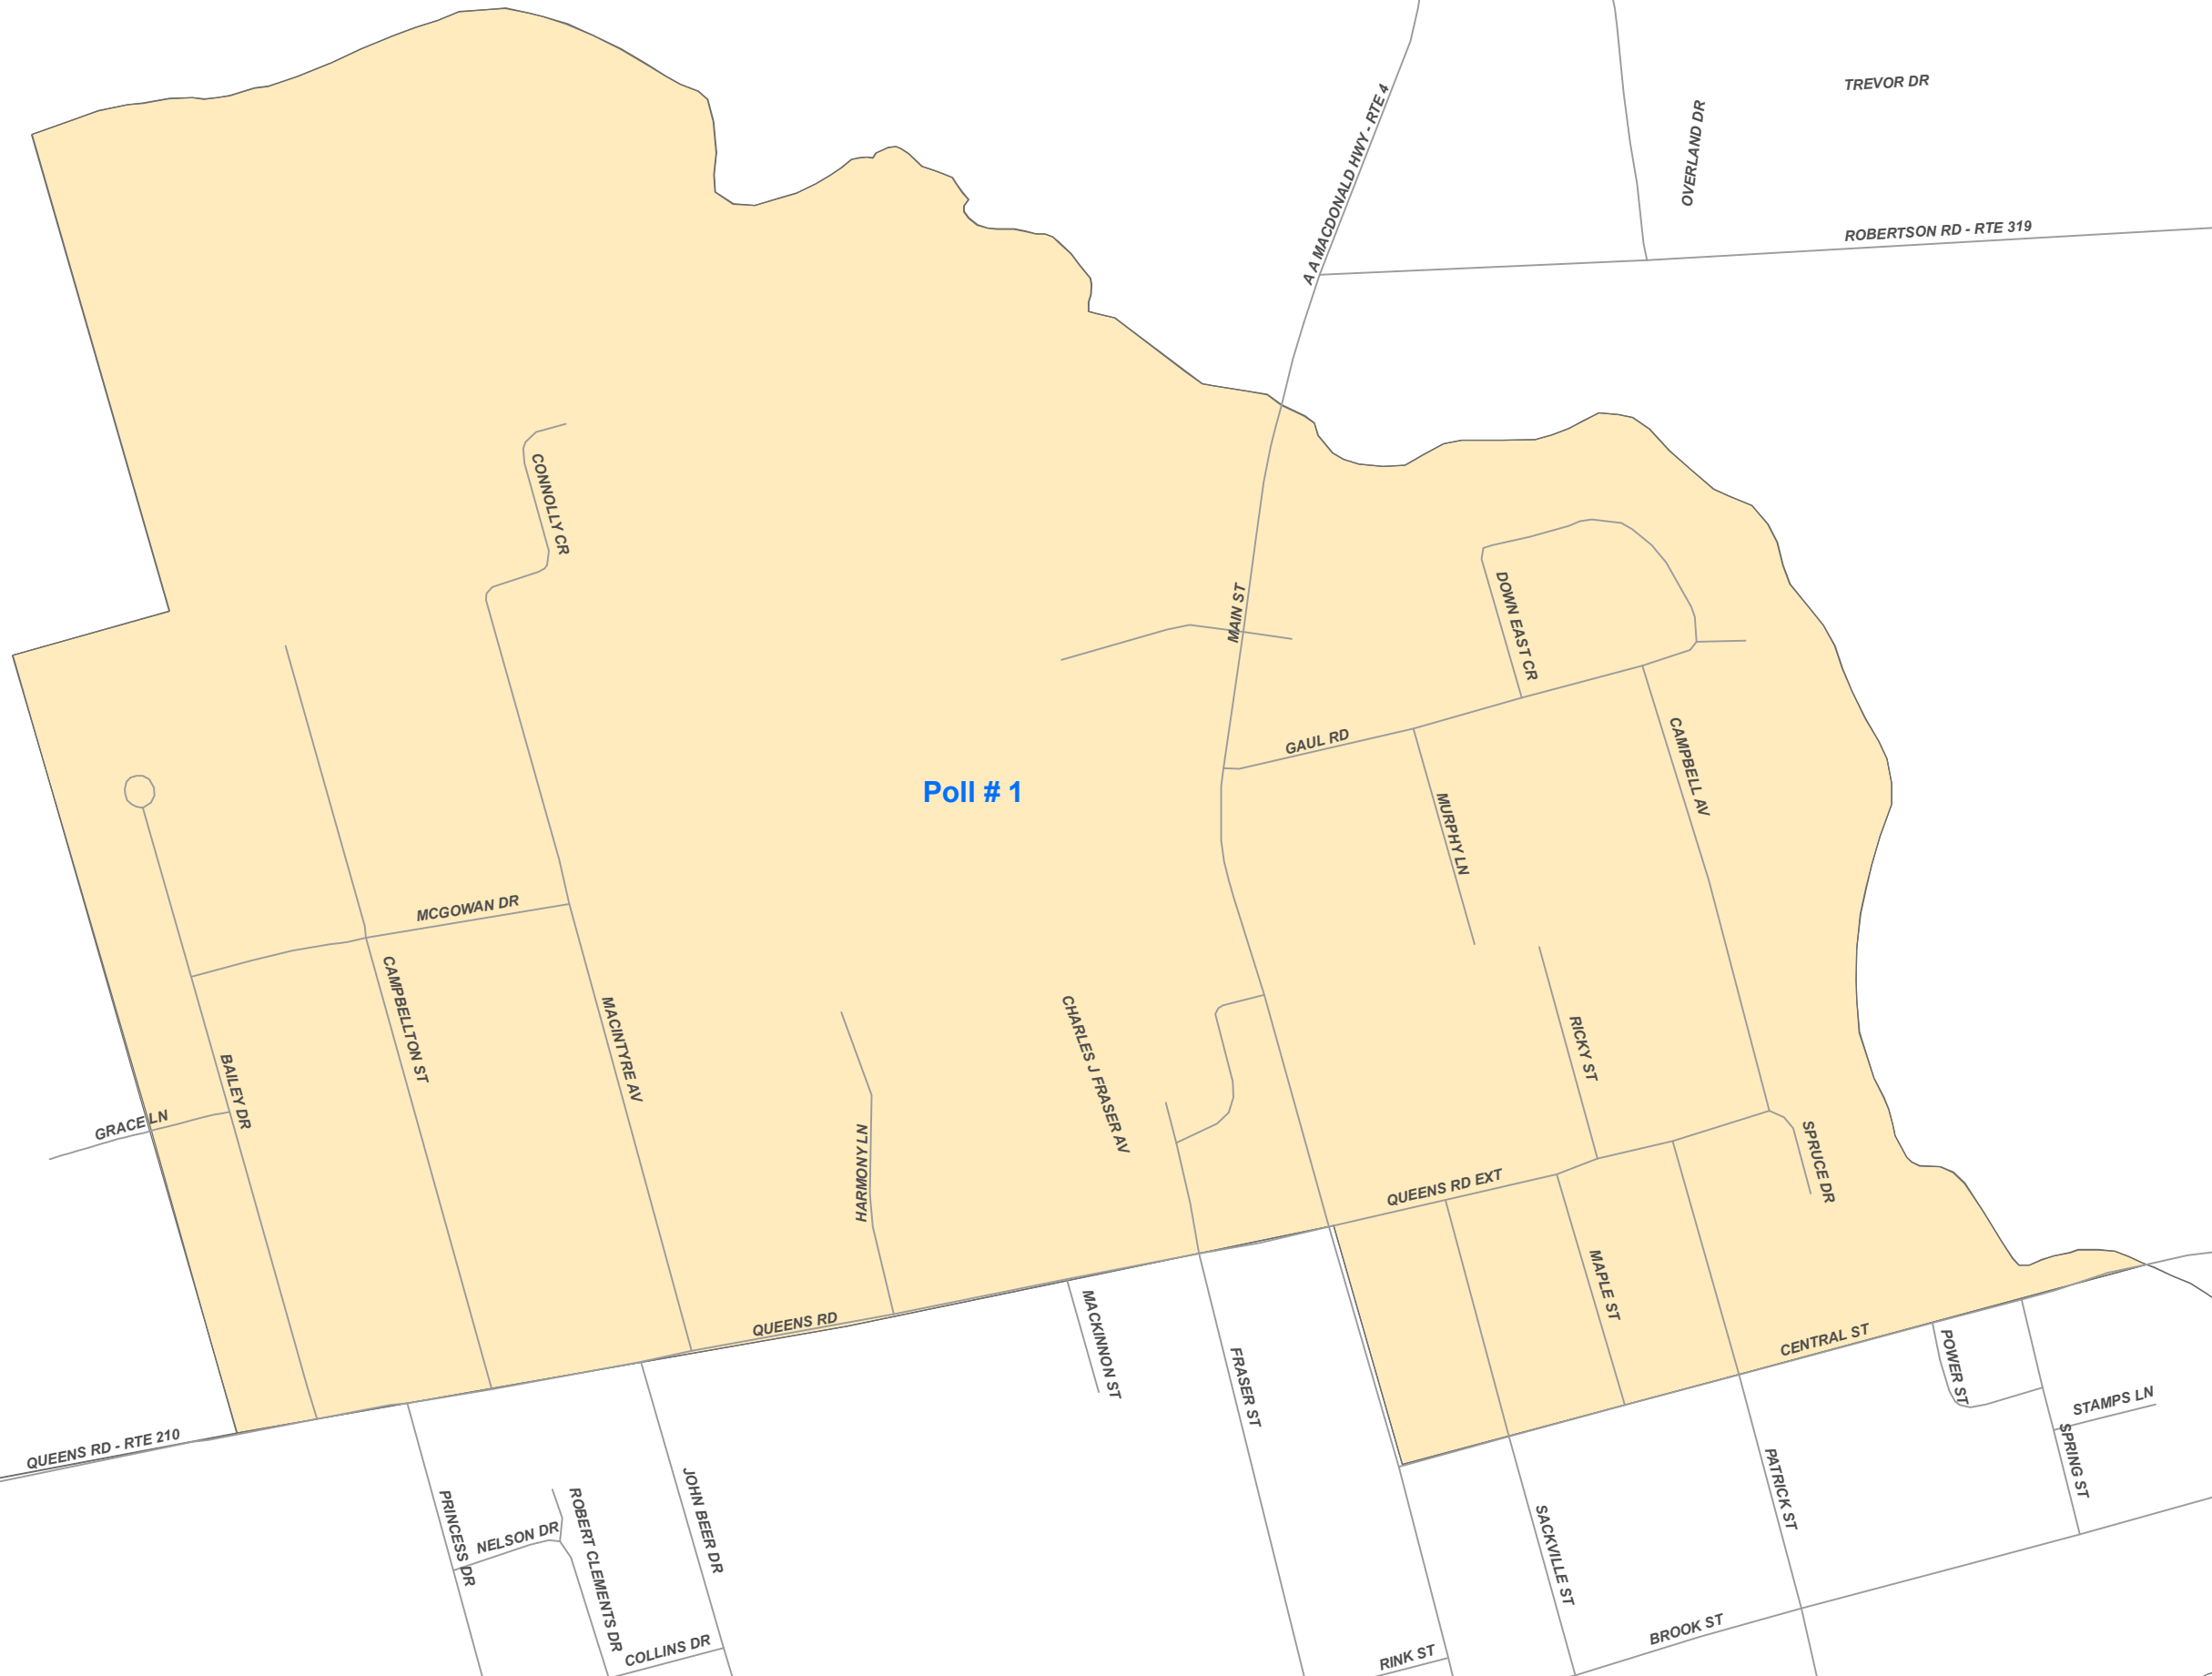 TREVOR DR
OVERLAND DR
A A MACDONALD HWY - RTE 4
ROBERTSON RD - RTE 319
CONNOLLY CR
MAIN ST
DOWN EAST CR
GAUL RD
CAMPBELL AV
Poll # 1
MURPHY LN
MCGOWAN DR
CAMPBELLTON ST
MACINTYRE AV
CHARLES J FRASER AV
RICKY ST
BAILEY DR
GRACE LN
HARMONY LN
SPRUCE DR
QUEENS RD EXT
MAPLE ST
MACKINNON ST
QUEENS RD
CENTRAL ST
POWER ST
FRASER ST
STAMPS LN
SPRING ST
QUEENS RD - RTE 210
PATRICK ST
JOHN BEER DR
PRINCESS DR
ROBERT CLEMENTS DR
NELSON DR
SACKVILLE ST
BROOK ST
COLLINS DR
RINK ST